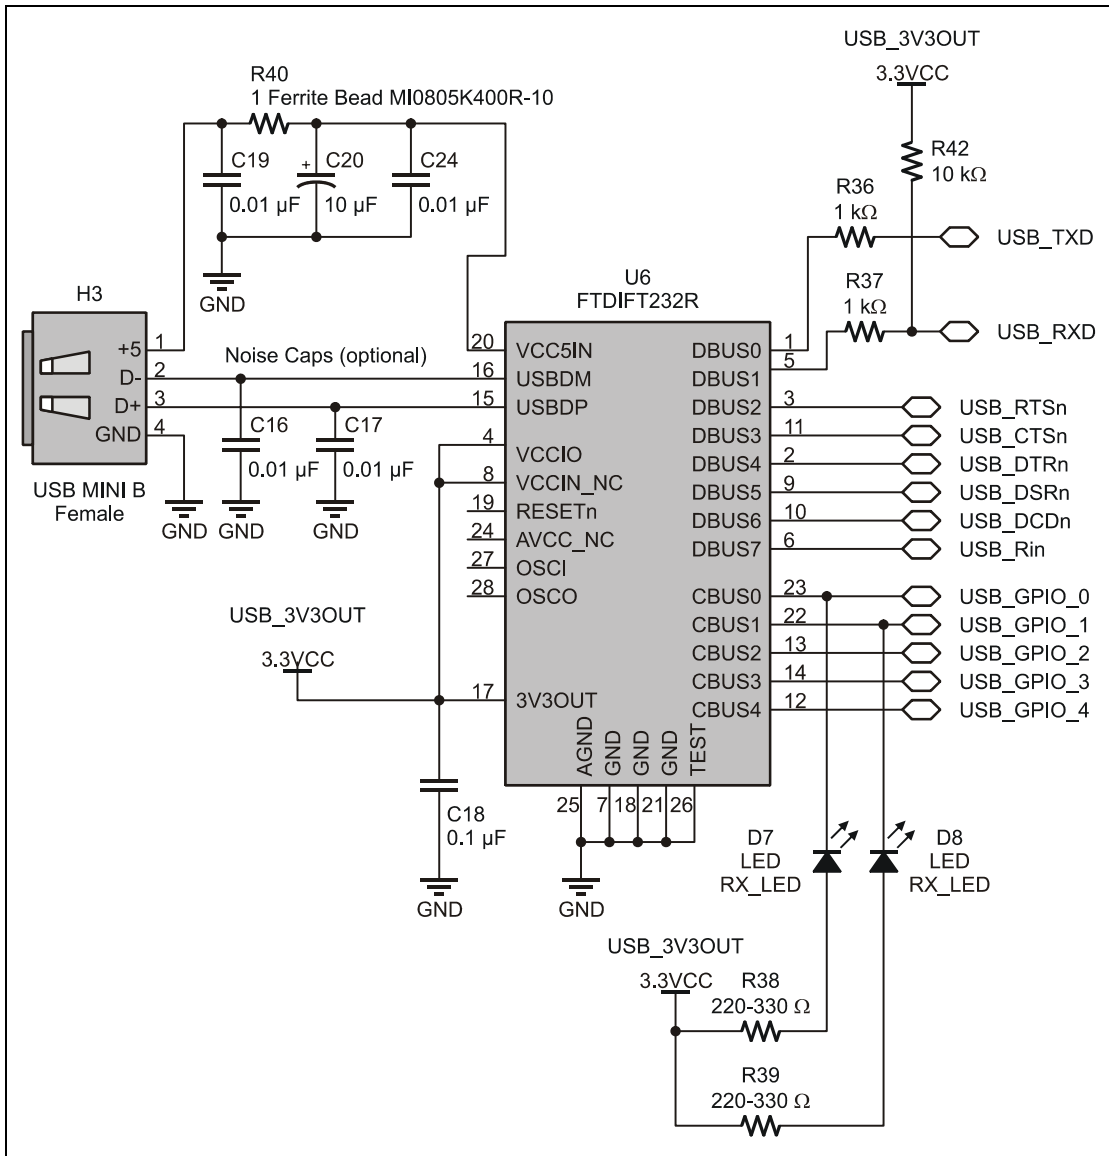 USB_3V3OUT
3.3VCC
R40
1 Ferrite Bead MI0805K400R-10
C19
0.01 µF
+
C20
10 µF
C24
0.01 µF
GND
R42
10 kΩ
R36
1 kΩ
USB_TXD
R37
1 kΩ
USB_RXD
H3
+5
D-
D+
GND
1
2
3
4
USB MINI B
Female
GND
Noise Caps (optional)
C16
0.01 µF
GND
C17
0.01 µF
GND
U6
FTDIFT232R
20
VCC5IN
16
USBDM
15
USBDP
4
VCCIO
8
VCCIN_NC
19
RESETn
24
AVCC_NC
27
OSCI
28
OSCO
17
3V3OUT
DBUS0
1
DBUS1
5
DBUS2
3
USB_RTSn
DBUS3
11
USB_CTSn
DBUS4
2
USB_DTRn
DBUS5
9
USB_DSRn
DBUS6
10
USB_DCDn
DBUS7
6
USB_Rin
CBUS0
23
USB_GPIO_0
CBUS1
22
USB_GPIO_1
CBUS2
13
USB_GPIO_2
CBUS3
14
USB_GPIO_3
CBUS4
12
USB_GPIO_4
AGND
GND
GND
GND
TEST
25
7
18
21
26
GND
USB_3V3OUT
3.3VCC
C18
0.1 µF
GND
D7
LED
RX_LED
D8
LED
RX_LED
USB_3V3OUT
3.3VCC
R38
220-330 Ω
R39
220-330 Ω